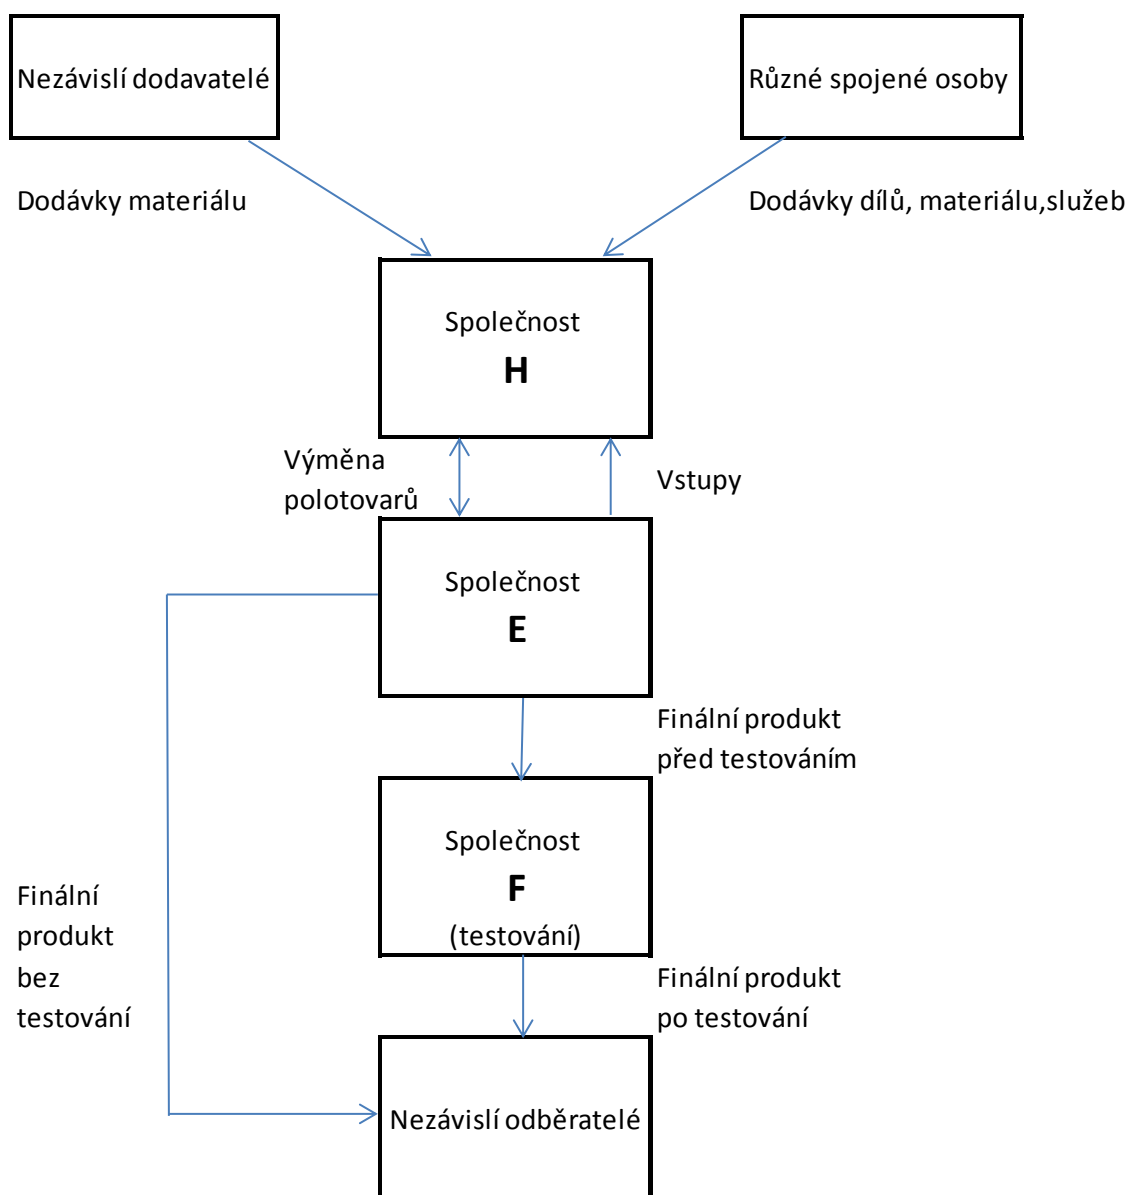 Nezávislí dodavatelé
Různé spojené osoby
Dodávky materiálu
Dodávky dílů, materiálu,služeb
Společnost
H
Výměna
polotovarů
Vstupy
Společnost
E
Finální produkt
před testováním
Společnost
F
(testování)
Finální
produkt
bez
testování
Finální produkt
po testování
Nezávislí odběratelé